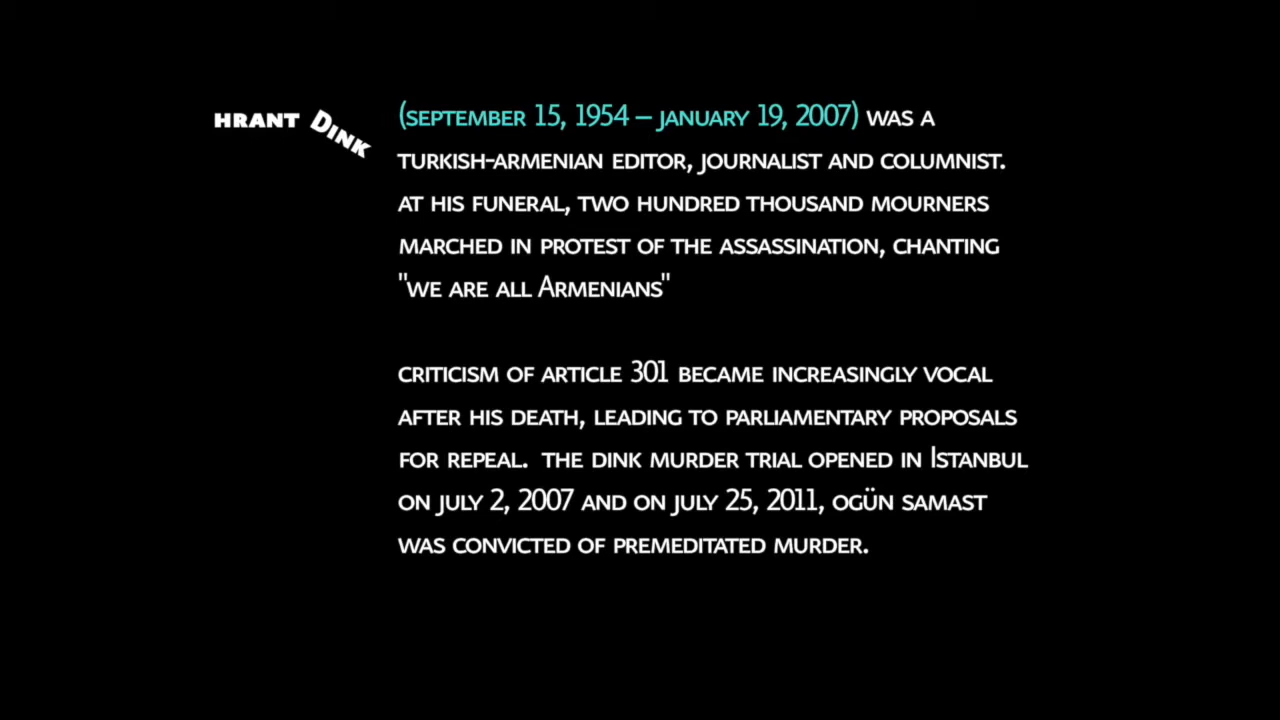 HRANT DINK (SEPTEMBER 15, 1954 – JANUARY 19, 2007) WAS A
TURKISH-ARMENIAN EDITOR, JOURNALIST AND COLUMNIST.
AT HIS FUNERAL, TWO HUNDRED THOUSAND MOURNERS
MARCHED IN PROTEST OF THE ASSASSINATION, CHANTING
"WE ARE ALL ARMENIANS"
CRITICISM OF ARTICLE 301 BECAME INCREASINGLY VOCAL
AFTER HIS DEATH, LEADING TO PARLIAMENTARY PROPOSALS
FOR REPEAL. THE DINK MURDER TRIAL OPENED IN ISTANBUL
ON JULY 2, 2007 AND ON JULY 25, 2011, OGÜN SAMAST
WAS CONVICTED OF PREMEDITATED MURDER.